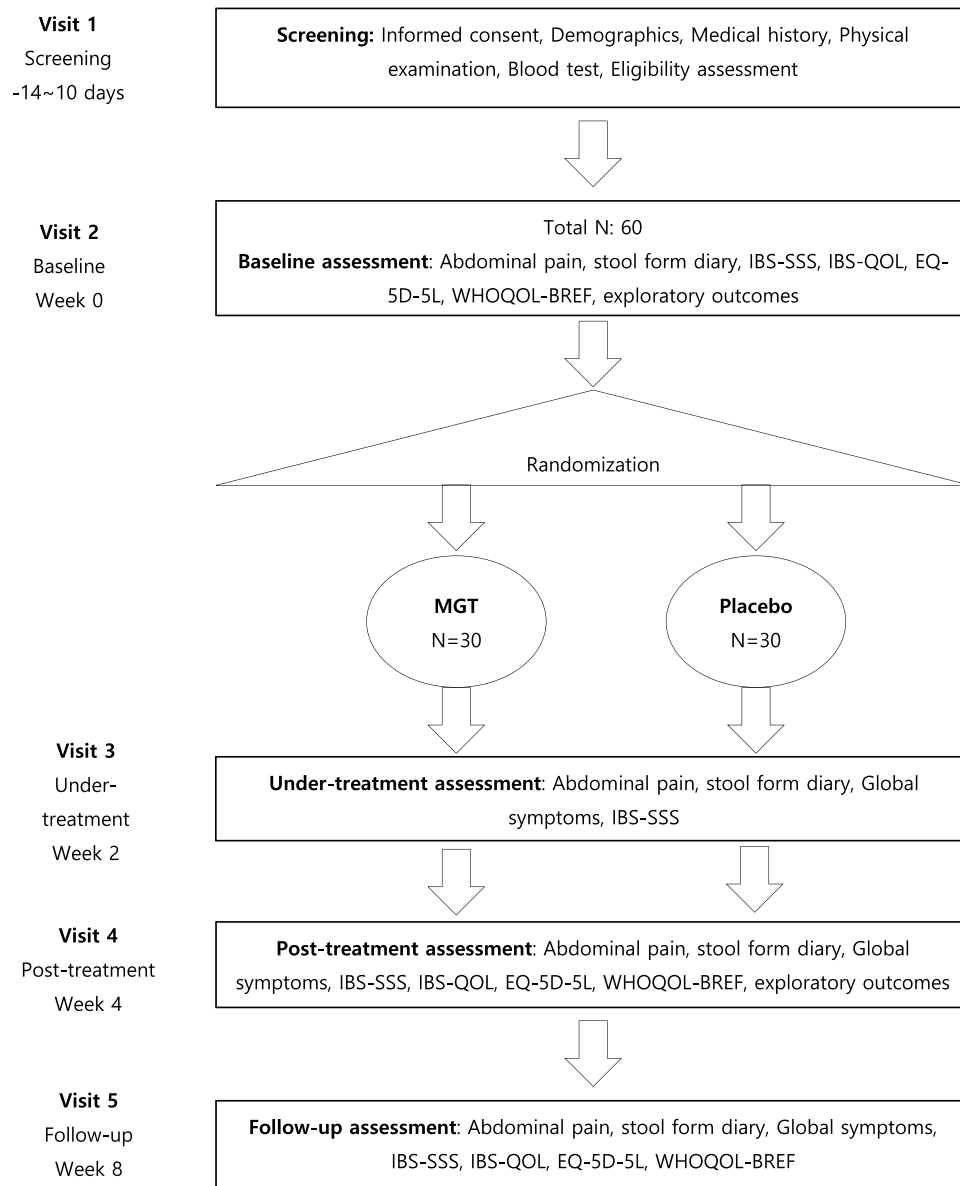 Visit 1
Screening
-14~10 days
Screening: Informed consent, Demographics, Medical history, Physical
examination, Blood test, Eligibility assessment
Visit 2
Baseline
Week 0
Total N: 60
Baseline assessment: Abdominal pain, stool form diary, IBS-SSS, IBS-QOL, EQ-
5D-5L, WHOQOL-BREF, exploratory outcomes
Randomization
MGT
N=30
Placebo
N=30
Visit 3
Under-
treatment
Week 2
Under-treatment assessment: Abdominal pain, stool form diary, Global
symptoms, IBS-SSS
Visit 4
Post-treatment
Week 4
Post-treatment assessment: Abdominal pain, stool form diary, Global
symptoms, IBS-SSS, IBS-QOL, EQ-5D-5L, WHOQOL-BREF, exploratory outcomes
Visit 5
Follow-up
Week 8
Follow-up assessment: Abdominal pain, stool form diary, Global symptoms,
IBS-SSS, IBS-QOL, EQ-5D-5L, WHOQOL-BREF